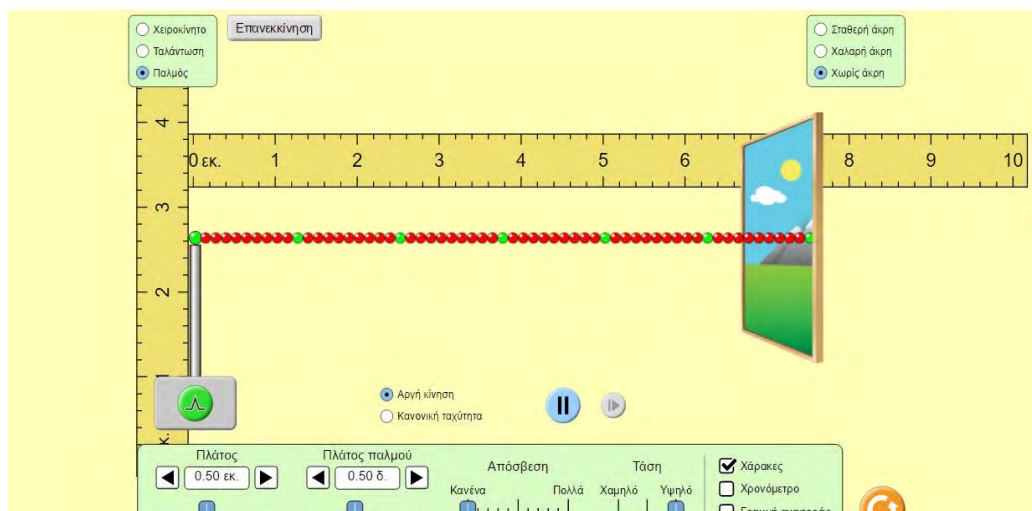 Χειροκίνητο
Ταλάντωση
Παλμός
Επανεκκίνηση
Σταθερή άκρη
Χαλαρή άκρη
Χωρίς άκρη
4
3
2
1
0 εκ. 1 2 3 4 5 6 8 9 10
Αργή κίνηση
Κανονική ταχύτητα
Πλάτος
0.50 εκ.
Πλάτος παλμού
0.50 δ.
Απόσβεση
Κανένα Πολλά
Τάση
Χαμηλό Υψηλό
Χάρακες
Χρονόμετρο